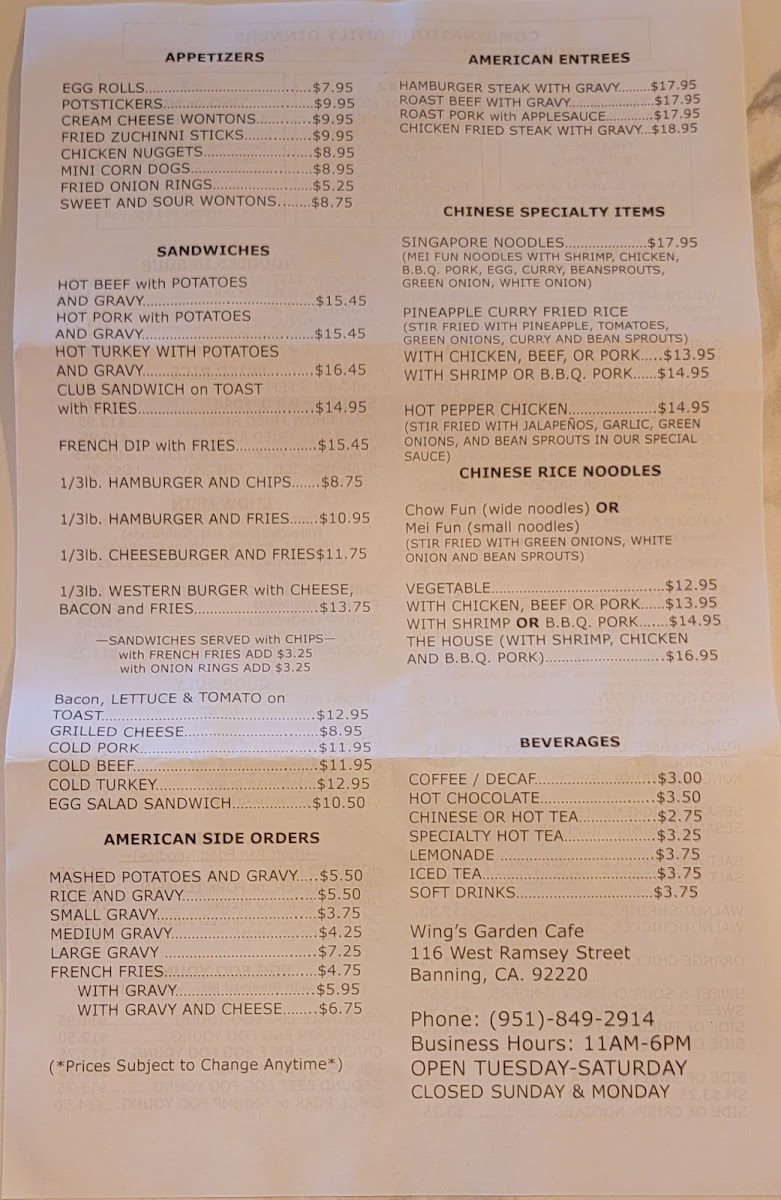 APPETIZERS
EGG ROLLS..................................$7.95
POTSTICKERS...............................$9.95
CREAM CHEESE WONTONS............$9.95
FRIED ZUCHINNI STICKS...............$9.95
CHICKEN NUGGETS.......................$8.95
MINI CORN DOGS..........................$8.95
FRIED ONION RINGS.....................$5.25
SWEET AND SOUR WONTONS.......$8.75
SANDWICHES
HOT BEEF with POTATOES
AND GRAVY...................................$15.45
HOT PORK with POTATOES
AND GRAVY...................................$15.45
HOT TURKEY WITH POTATOES
AND GRAVY...................................$16.45
CLUB SANDWICH on TOAST
with FRIES....................................$14.95
FRENCH DIP with FRIES.................$15.45
1/3lb. HAMBURGER AND CHIPS.......$8.75
1/3lb. HAMBURGER AND FRIES.......$10.95
1/3lb. CHEESEBURGER AND FRIES$11.75
1/3lb. WESTERN BURGER with CHEESE,
BACON and FRIES.........................$13.75
—SANDWICHES SERVED with CHIPS—
with FRENCH FRIES ADD $3.25
with ONION RINGS ADD $3.25
Bacon, LETTUCE & TOMATO on
TOAST...........................................$12.95
GRILLED CHEESE...........................$8.95
COLD PORK....................................$11.95
COLD BEEF.....................................$11.95
COLD TURKEY.................................$12.95
EGG SALAD SANDWICH................$10.50
AMERICAN SIDE ORDERS
MASHED POTATOES AND GRAVY.....$5.50
RICE AND GRAVY...........................$5.50
SMALL GRAVY................................$3.75
MEDIUM GRAVY.............................$4.25
LARGE GRAVY ...............................$7.25
FRENCH FRIES...............................$4.75
WITH GRAVY............................$5.95
WITH GRAVY AND CHEESE.......$6.75
(*Prices Subject to Change Anytime*)
AMERICAN ENTREES
HAMBURGER STEAK WITH GRAVY.......$17.95
ROAST BEEF WITH GRAVY...................$17.95
ROAST PORK with APPLESAUCE...........$17.95
CHICKEN FRIED STEAK WITH GRAVY...$18.95
CHINESE SPECIALTY ITEMS
SINGAPORE NOODLES.....................$17.95
(MEI FUN NOODLES WITH SHRIMP, CHICKEN,
B.B.Q. PORK, EGG, CURRY, BEANSPROUTS,
GREEN ONION, WHITE ONION)
PINEAPPLE CURRY FRIED RICE
(STIR FRIED WITH PINEAPPLE, TOMATOES,
GREEN ONIONS, CURRY AND BEAN SPROUTS)
WITH CHICKEN, BEEF, OR PORK.....$13.95
WITH SHRIMP OR B.B.Q. PORK......$14.95
HOT PEPPER CHICKEN.....................$14.95
(STIR FRIED WITH JALAPEÑOS, GARLIC, GREEN
ONIONS, AND BEAN SPROUTS IN OUR SPECIAL
SAUCE)
CHINESE RICE NOODLES
Chow Fun (wide noodles) OR
Mei Fun (small noodles)
(STIR FRIED WITH GREEN ONIONS, WHITE
ONION AND BEAN SPROUTS)
VEGETABLE.......................................$12.95
WITH CHICKEN, BEEF OR PORK......$13.95
WITH SHRIMP OR B.B.Q. PORK.......$14.95
THE HOUSE (WITH SHRIMP, CHICKEN
AND B.B.Q. PORK)...........................$16.95
BEVERAGES
COFFEE / DECAF...........................$3.00
HOT CHOCOLATE..........................$3.50
CHINESE OR HOT TEA..................$2.75
SPECIALTY HOT TEA.....................$3.25
LEMONADE ..................................$3.75
ICED TEA......................................$3.75
SOFT DRINKS...............................$3.75
Wing's Garden Cafe
116 West Ramsey Street
Banning, CA. 92220
Phone: (951)-849-2914
Business Hours: 11AM-6PM
OPEN TUESDAY-SATURDAY
CLOSED SUNDAY & MONDAY